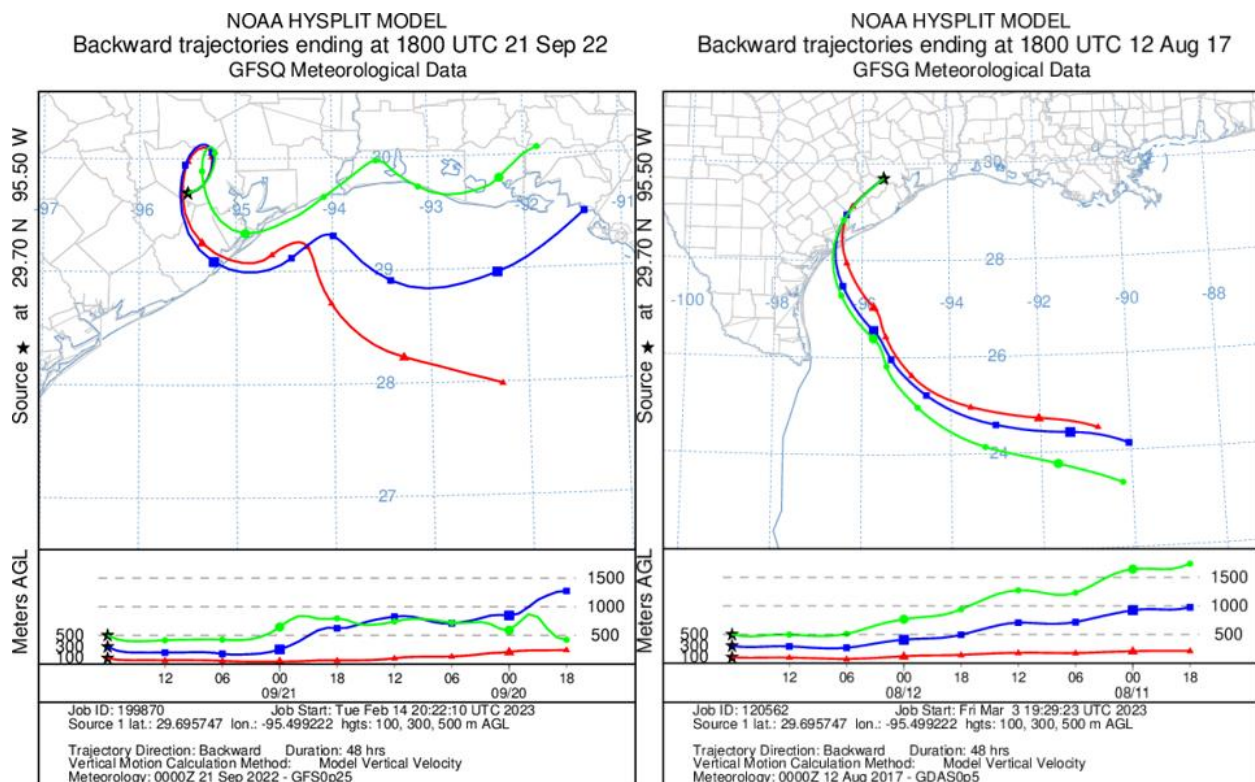 NOAA HYSPLIT MODEL
Backward trajectories ending at 1800 UTC 21 Sep 22
GFSQ Meteorological Data
Source ★ at 29.70 N 95.50 W
-97
-96
-95
-94
-93
-92
-91
30
29
28
27
Meters AGL
1500
1000
500
500
300
100
12
06
00
18
12
06
00
18
09/21
09/20
Job ID: 199870 Job Start: Tue Feb 14 20:22:10 UTC 2023
Source 1 lat.: 29.695747 lon.: -95.499222 hgts: 100, 300, 500 m AGL
Trajectory Direction: Backward Duration: 48 hrs
Vertical Motion Calculation Method: Model Vertical Velocity
Meteorology: 0000Z 21 Sep 2022 - GFS0p25
NOAA HYSPLIT MODEL
Backward trajectories ending at 1800 UTC 12 Aug 17
GFSG Meteorological Data
Source ★ at 29.70 N 95.50 W
-100
-98
-96
-94
-92
-90
-88
30
28
26
24
Meters AGL
1500
1000
500
500
300
100
12
06
00
18
12
06
00
18
08/12
08/11
Job ID: 120562 Job Start: Fri Mar 3 19:29:23 UTC 2023
Source 1 lat.: 29.695747 lon.: -95.499222 hgts: 100, 300, 500 m AGL
Trajectory Direction: Backward Duration: 48 hrs
Vertical Motion Calculation Method: Model Vertical Velocity
Meteorology: 0000Z 12 Aug 2017 - GDAS0p5